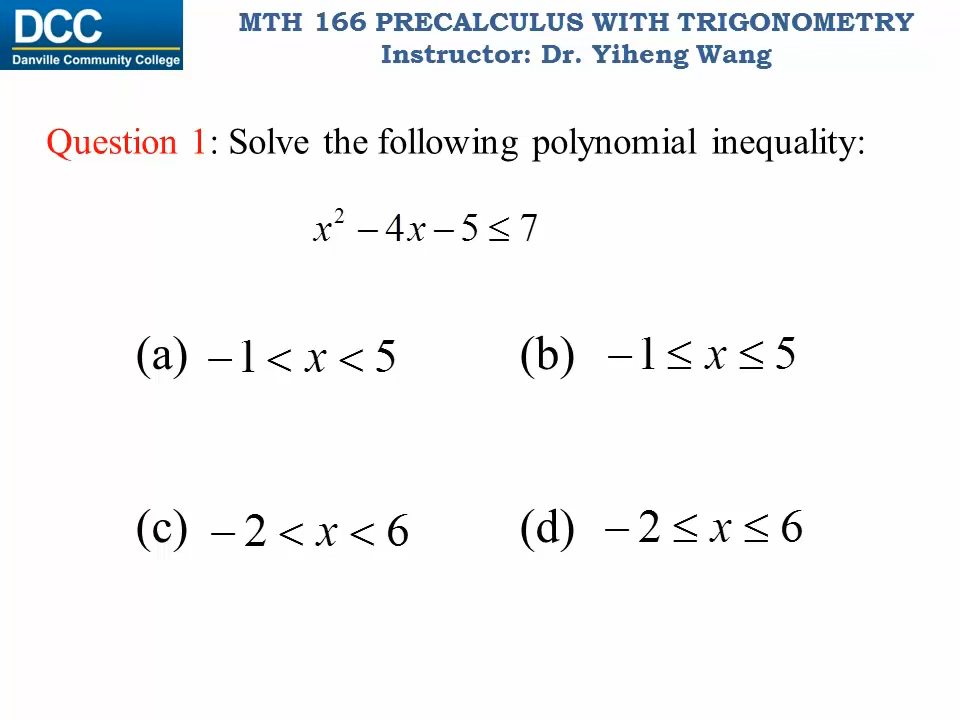 DCC
Danville Community College
MTH 166 PRECALCULUS WITH TRIGONOMETRY
Instructor: Dr. Yiheng Wang
Question 1: Solve the following polynomial inequality:
x² − 4x − 5 ≤ 7
(a) −1 < x < 5
(b) −1 ≤ x ≤ 5
(c) −2 < x < 6
(d) −2 ≤ x ≤ 6